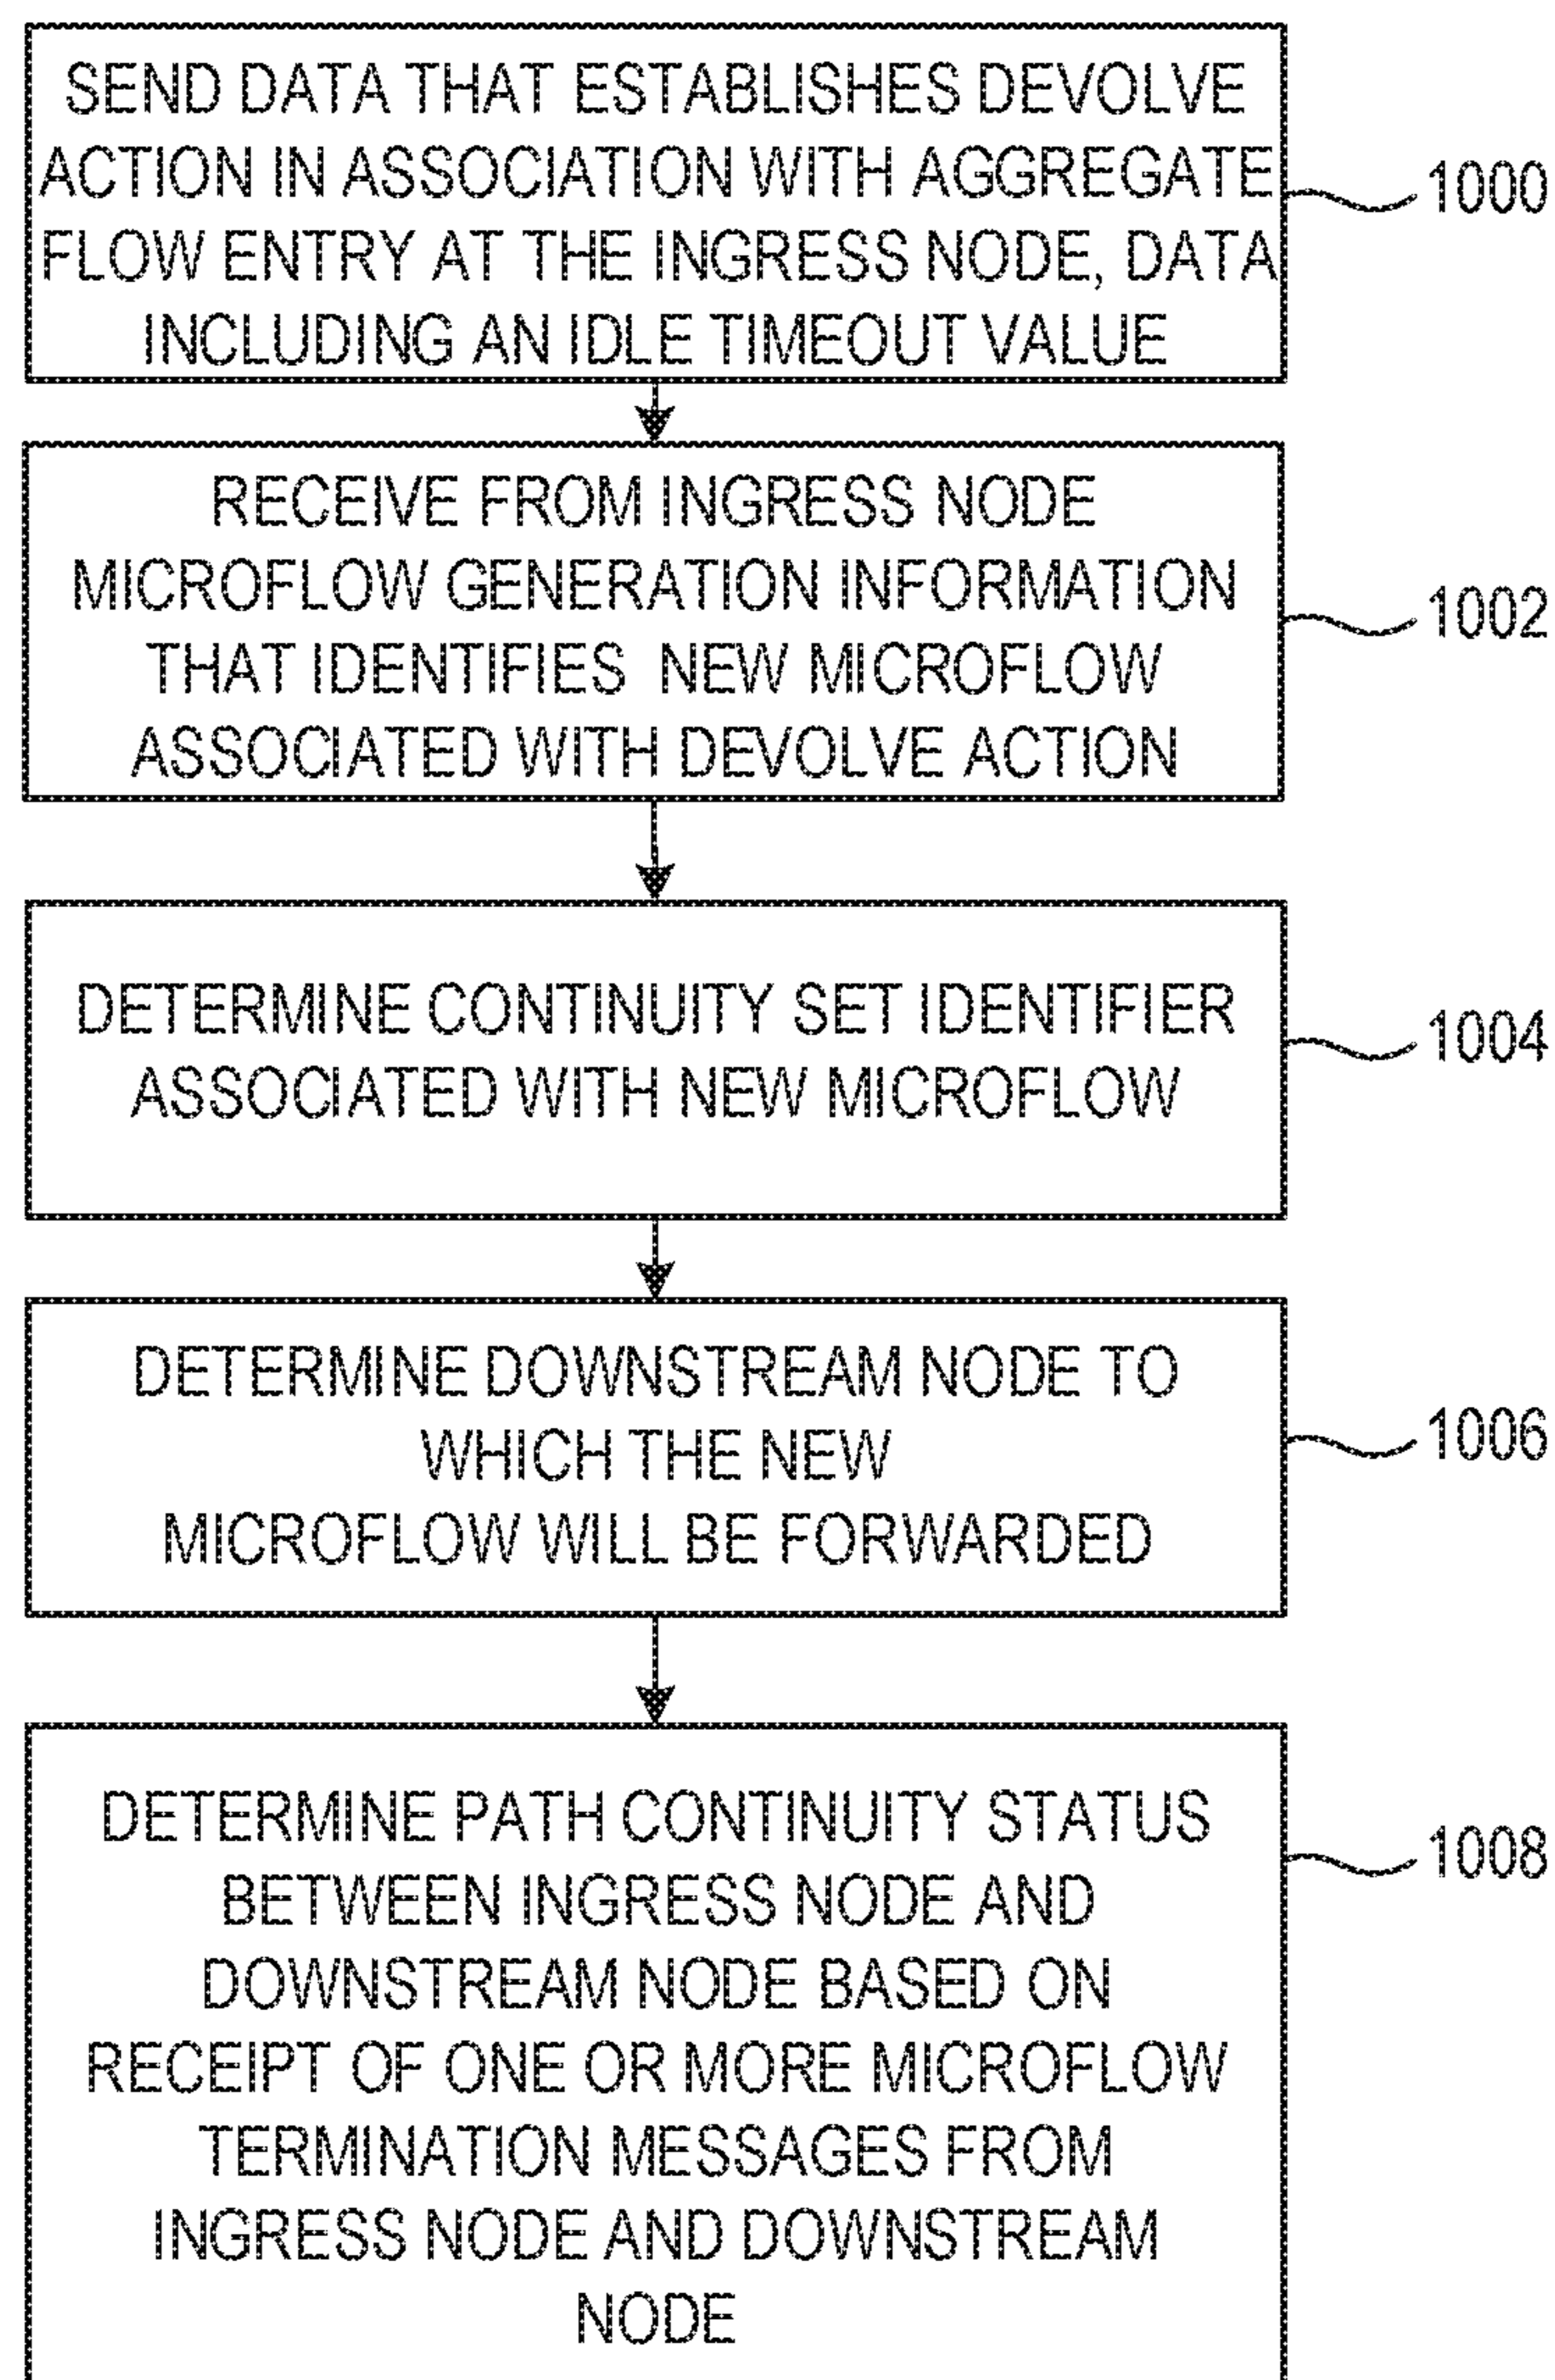 SEND DATA THAT ESTABLISHES DEVOLVE
ACTION IN ASSOCIATION WITH AGGREGATE
FLOW ENTRY AT THE INGRESS NODE, DATA
INCLUDING AN IDLE TIMEOUT VALUE
1000
RECEIVE FROM INGRESS NODE
MICROFLOW GENERATION INFORMATION
THAT IDENTIFIES NEW MICROFLOW
ASSOCIATED WITH DEVOLVE ACTION
1002
DETERMINE CONTINUITY SET IDENTIFIER
ASSOCIATED WITH NEW MICROFLOW
1004
DETERMINE DOWNSTREAM NODE TO
WHICH THE NEW
MICROFLOW WILL BE FORWARDED
1006
DETERMINE PATH CONTINUITY STATUS
BETWEEN INGRESS NODE AND
DOWNSTREAM NODE BASED ON
RECEIPT OF ONE OR MORE MICROFLOW
TERMINATION MESSAGES FROM
INGRESS NODE AND DOWNSTREAM
NODE
1008